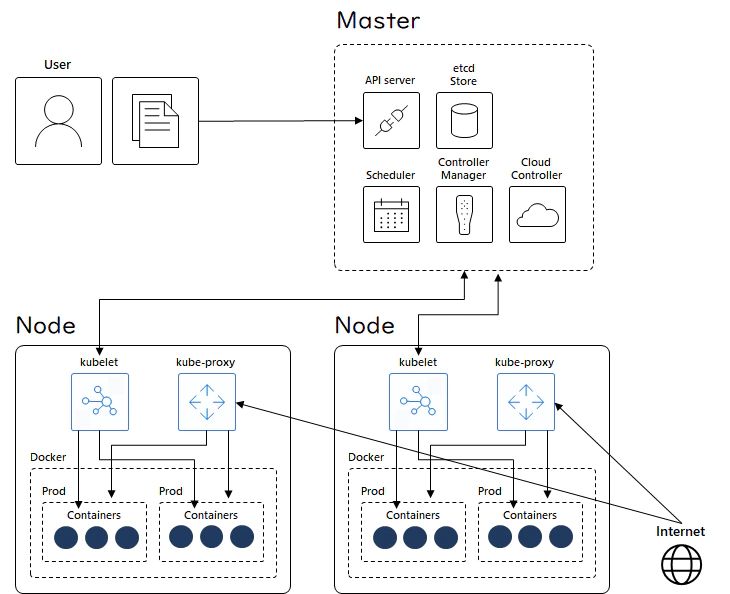 Master
User
API server
etcd
Store
Scheduler
Controller
Manager
Cloud
Controller
Node
kubelet
kube-proxy
Docker
Prod
Containers
Prod
Containers
Node
kubelet
kube-proxy
Docker
Prod
Containers
Prod
Containers
Internet